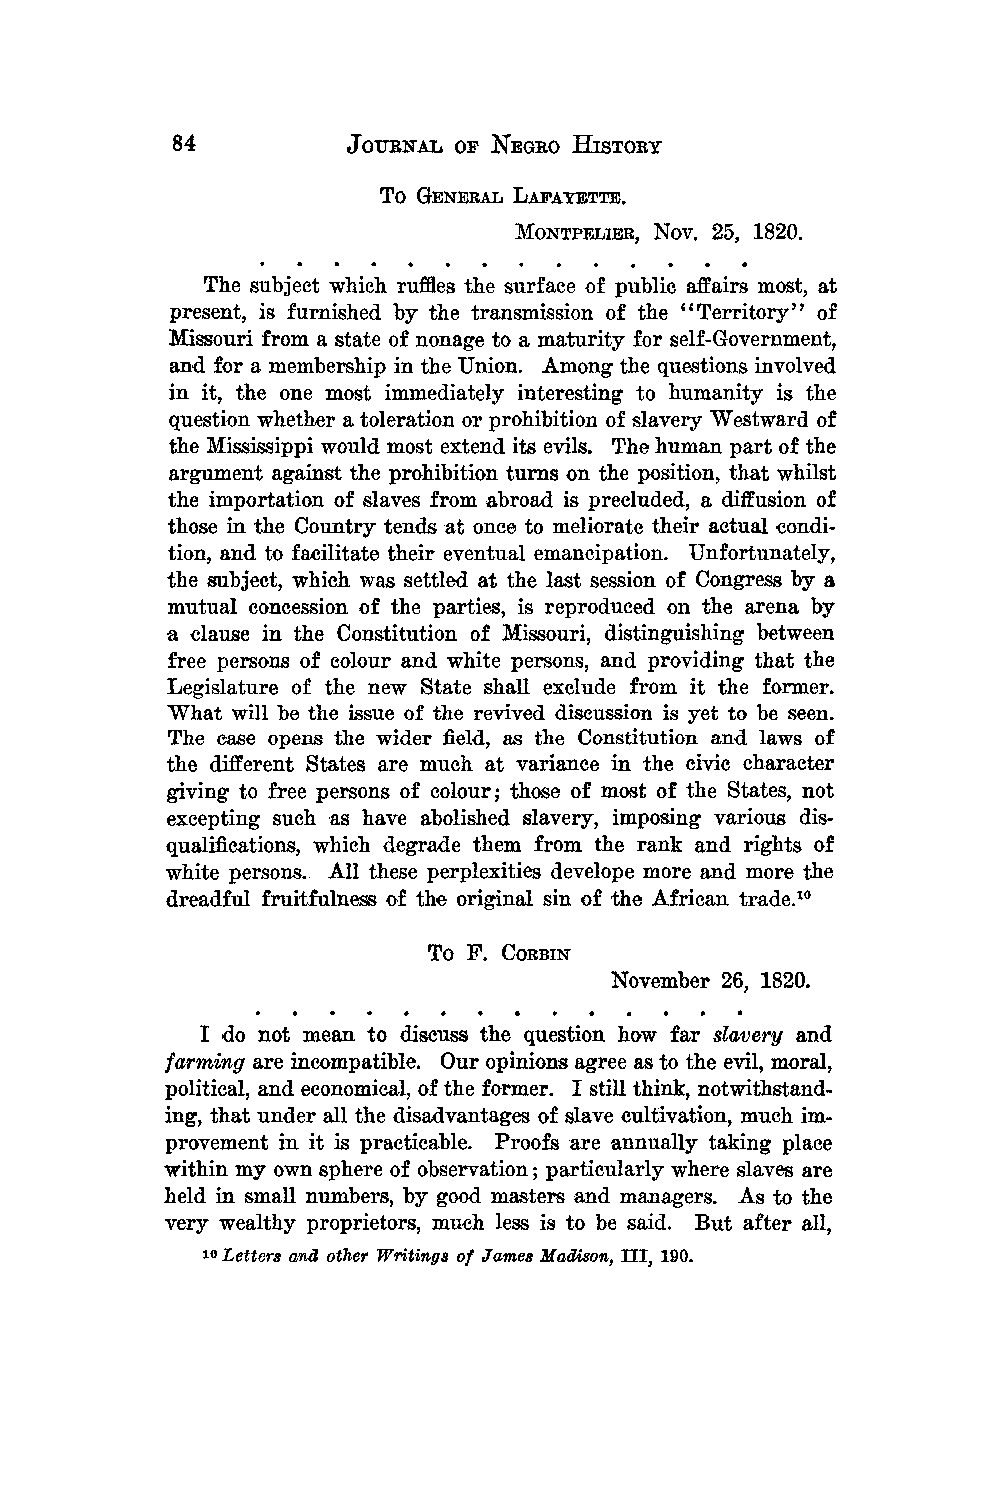 84 JOURNAL OF NEGRO HISTORY
TO GENERAL LAFAYETTE.
MONTPELIER, NOV. 25, 1820.
. . . . . . . . . . . . . .
The subject which ruffles the surface of public affairs most, at
present, is furnished by the transmission of the “Territory” of
Missouri from a state of nonage to a maturity for self-Government,
and for a membership in the Union. Among the questions involved
in it, the one most immediately interesting to humanity is the
question whether a toleration or prohibition of slavery Westward of
the Mississippi would most extend its evils. The human part of the
argument against the prohibition turns on the position, that whilst
the importation of slaves from abroad is precluded, a diffusion of
those in the Country tends at once to meliorate their actual condi-
tion, and to facilitate their eventual emancipation. Unfortunately,
the subject, which was settled at the last session of Congress by a
mutual concession of the parties, is reproduced on the arena by
a clause in the Constitution of Missouri, distinguishing between
free persons of colour and white persons, and providing that the
Legislature of the new State shall exclude from it the former.
What will be the issue of the revived discussion is yet to be seen.
The case opens the wider field, as the Constitution and laws of
the different States are much at variance in the civic character
giving to free persons of colour; those of most of the States, not
excepting such as have abolished slavery, imposing various dis-
qualifications, which degrade them from the rank and rights of
white persons. All these perplexities develope more and more the
dreadful fruitfulness of the original sin of the African trade.¹⁰
TO F. CORBIN
November 26, 1820.
. . . . . . . . . . . . . .
I do not mean to discuss the question how far slavery and
farming are incompatible. Our opinions agree as to the evil, moral,
political, and economical, of the former. I still think, notwithstand-
ing, that under all the disadvantages of slave cultivation, much im-
provement in it is practicable. Proofs are annually taking place
within my own sphere of observation; particularly where slaves are
held in small numbers, by good masters and managers. As to the
very wealthy proprietors, much less is to be said. But after all,
¹⁰ Letters and other Writings of James Madison, III, 190.